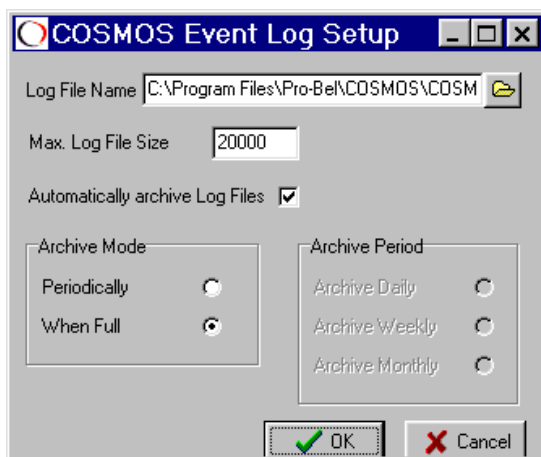 COSMOS Event Log Setup
Log File Name C:\Program Files\Pro-Bel\COSMOS\COSM
Max. Log File Size 20000
Automatically archive Log Files
Archive Mode
Periodically
When Full
Archive Period
Archive Daily
Archive Weekly
Archive Monthly
OK Cancel